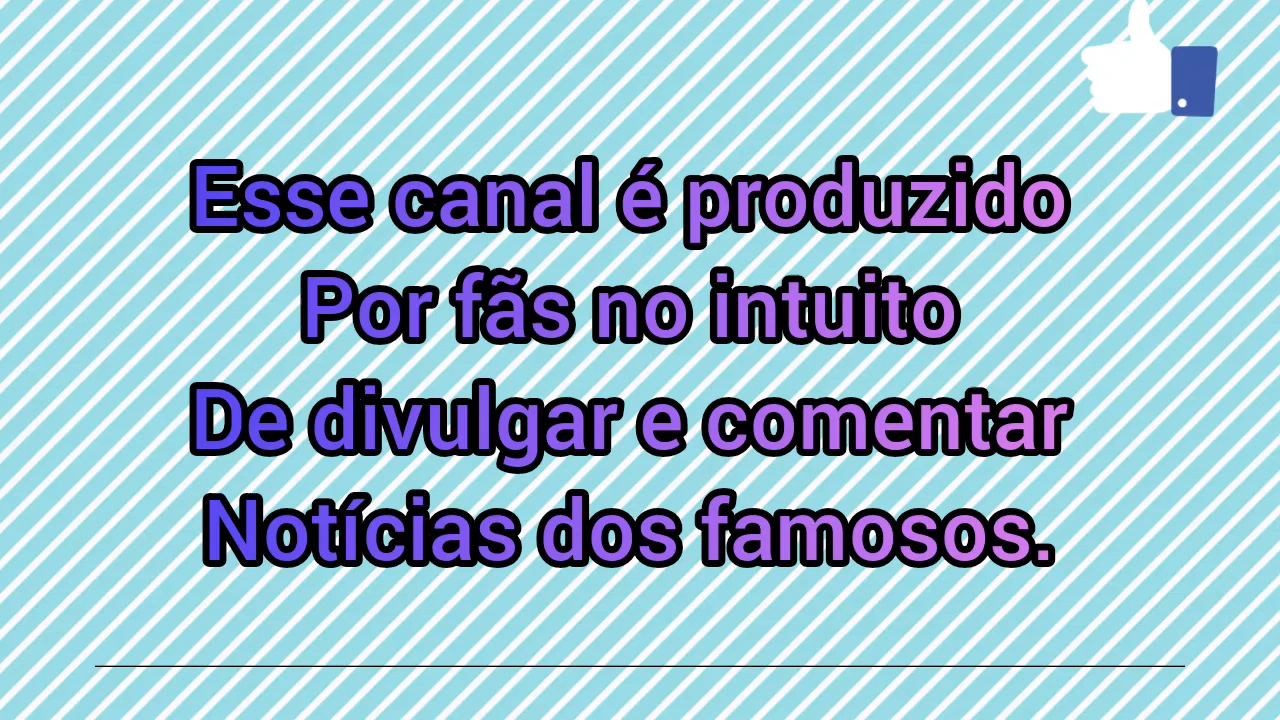 Esse canal é produzido
Por fãs no intuito
De divulgar e comentar
Notícias dos famosos.